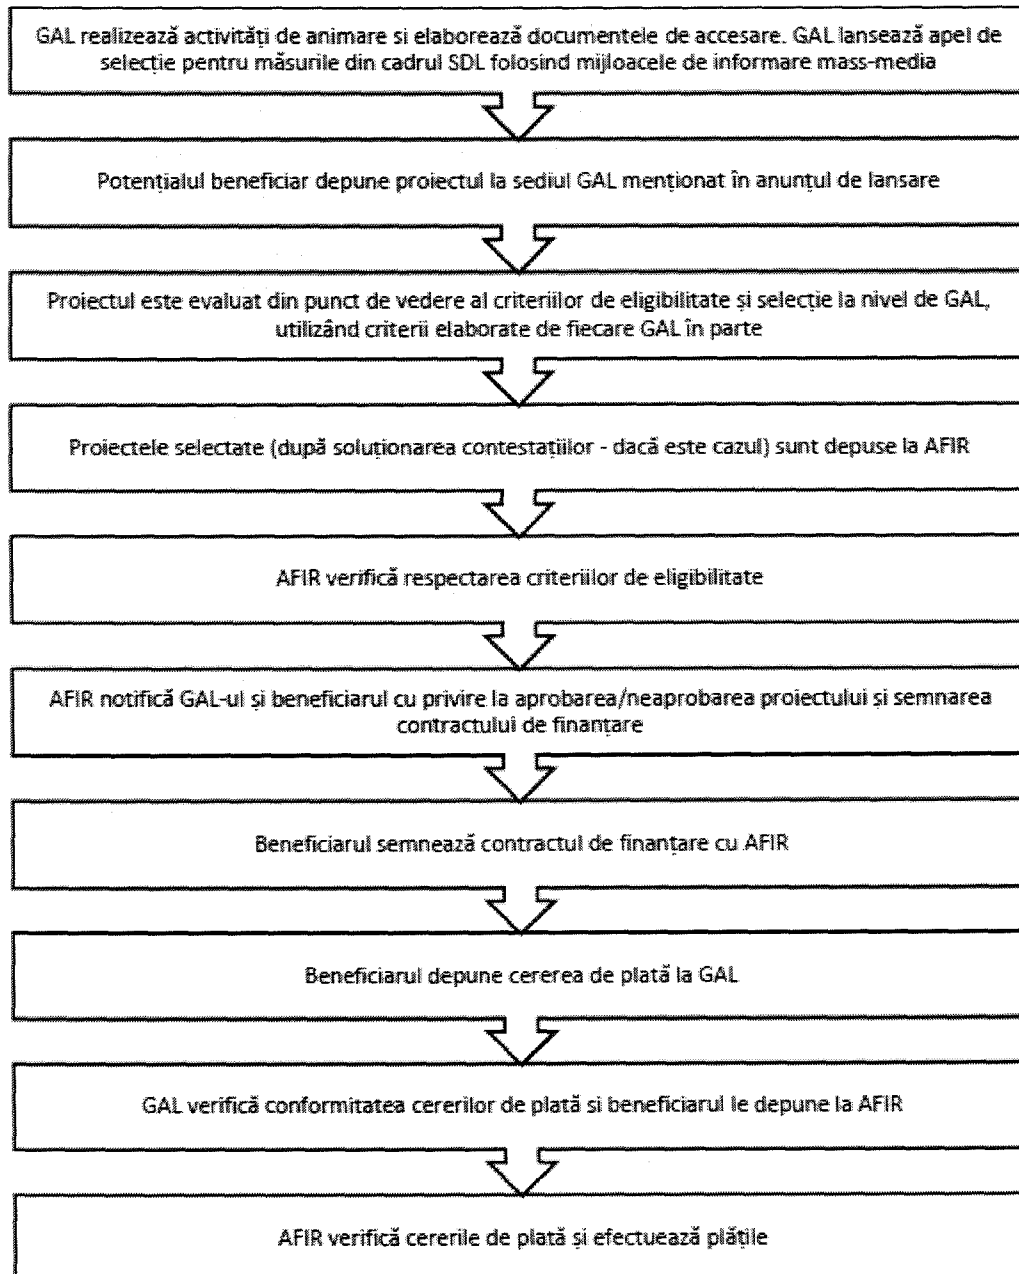 GAL realizează activități de animare si elaborează documentele de accesare. GAL lansează apel de
selecție pentru măsurile din cadrul SDL folosind mijloacele de informare mass-media
Potențialul beneficiar depune proiectul la sediul GAL menționat în anunțul de lansare
Proiectul este evaluat din punct de vedere al criteriilor de eligibilitate și selecție la nivel de GAL,
utilizând criterii elaborate de fiecare GAL în parte
Proiectele selectate (după soluționarea contestațiilor - dacă este cazul) sunt depuse la AFIR
AFIR verifică respectarea criteriilor de eligibilitate
AFIR notifică GAL-ul și beneficiarul cu privire la aprobarea/neaprobarea proiectului și semnarea
contractului de finanțare
Beneficiarul semnează contractul de finanțare cu AFIR
Beneficiarul depune cererea de plată la GAL
GAL verifică conformitatea cererilor de plată si beneficiarul le depune la AFIR
AFIR verifică cererile de plată și efectuează plățile